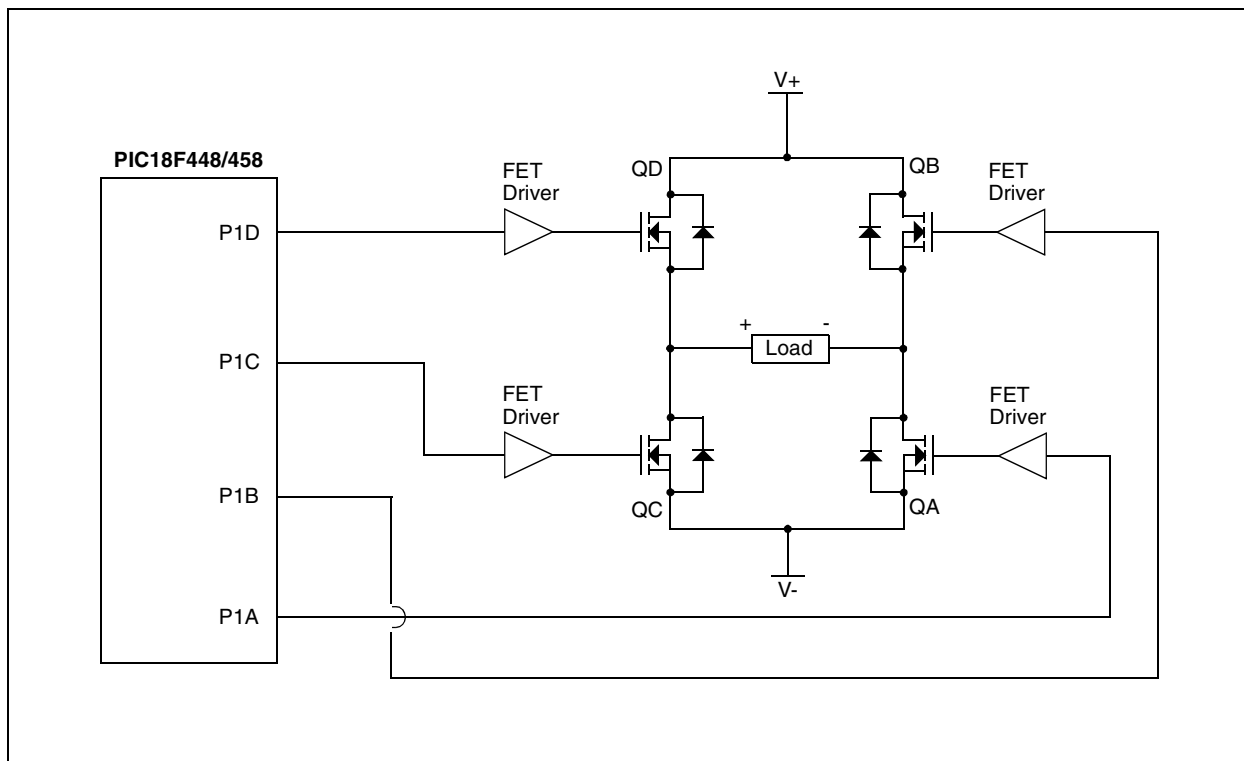 V+
PIC18F448/458
FET
Driver
QD
QB
FET
Driver
P1D
+
-
Load
P1C
FET
Driver
FET
Driver
P1B
QC
QA
V-
P1A